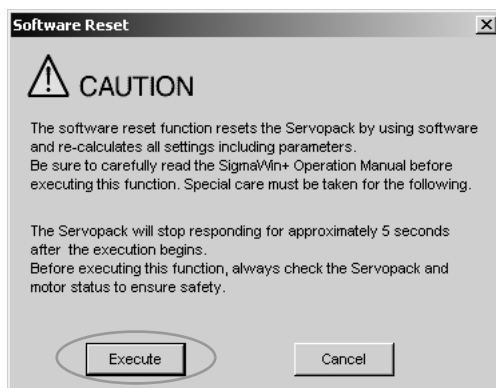 Software Reset
CAUTION
The software reset function resets the Servopack by using software
and re-calculates all settings including parameters.
Be sure to carefully read the SigmaWin+ Operation Manual before
executing this function. Special care must be taken for the following.
The Servopack will stop responding for approximately 5 seconds
after the execution begins.
Before executing this function, always check the Servopack and
motor status to ensure safety.
Execute
Cancel